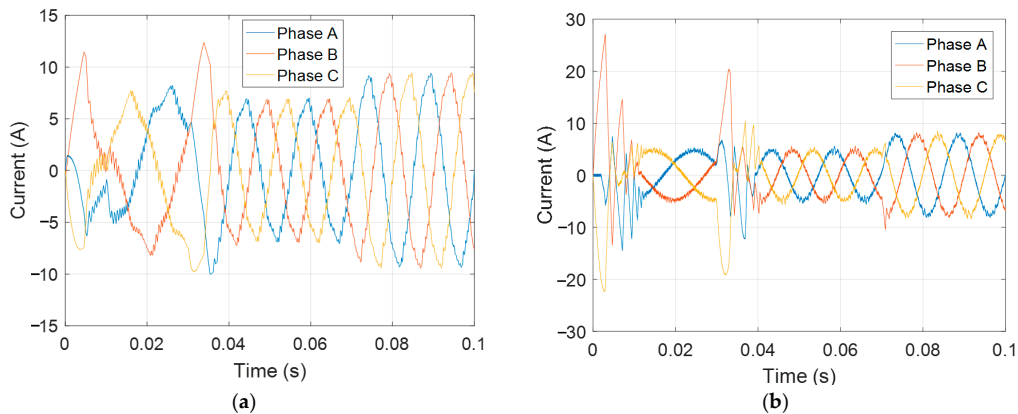 15
10
5
0
−5
−10
−15
Current (A)
0
0.02
0.04
0.06
0.08
0.1
Time (s)
Phase A
Phase B
Phase C
(a)
30
20
10
0
−10
−20
−30
Current (A)
0
0.02
0.04
0.06
0.08
0.1
Time (s)
Phase A
Phase B
Phase C
(b)